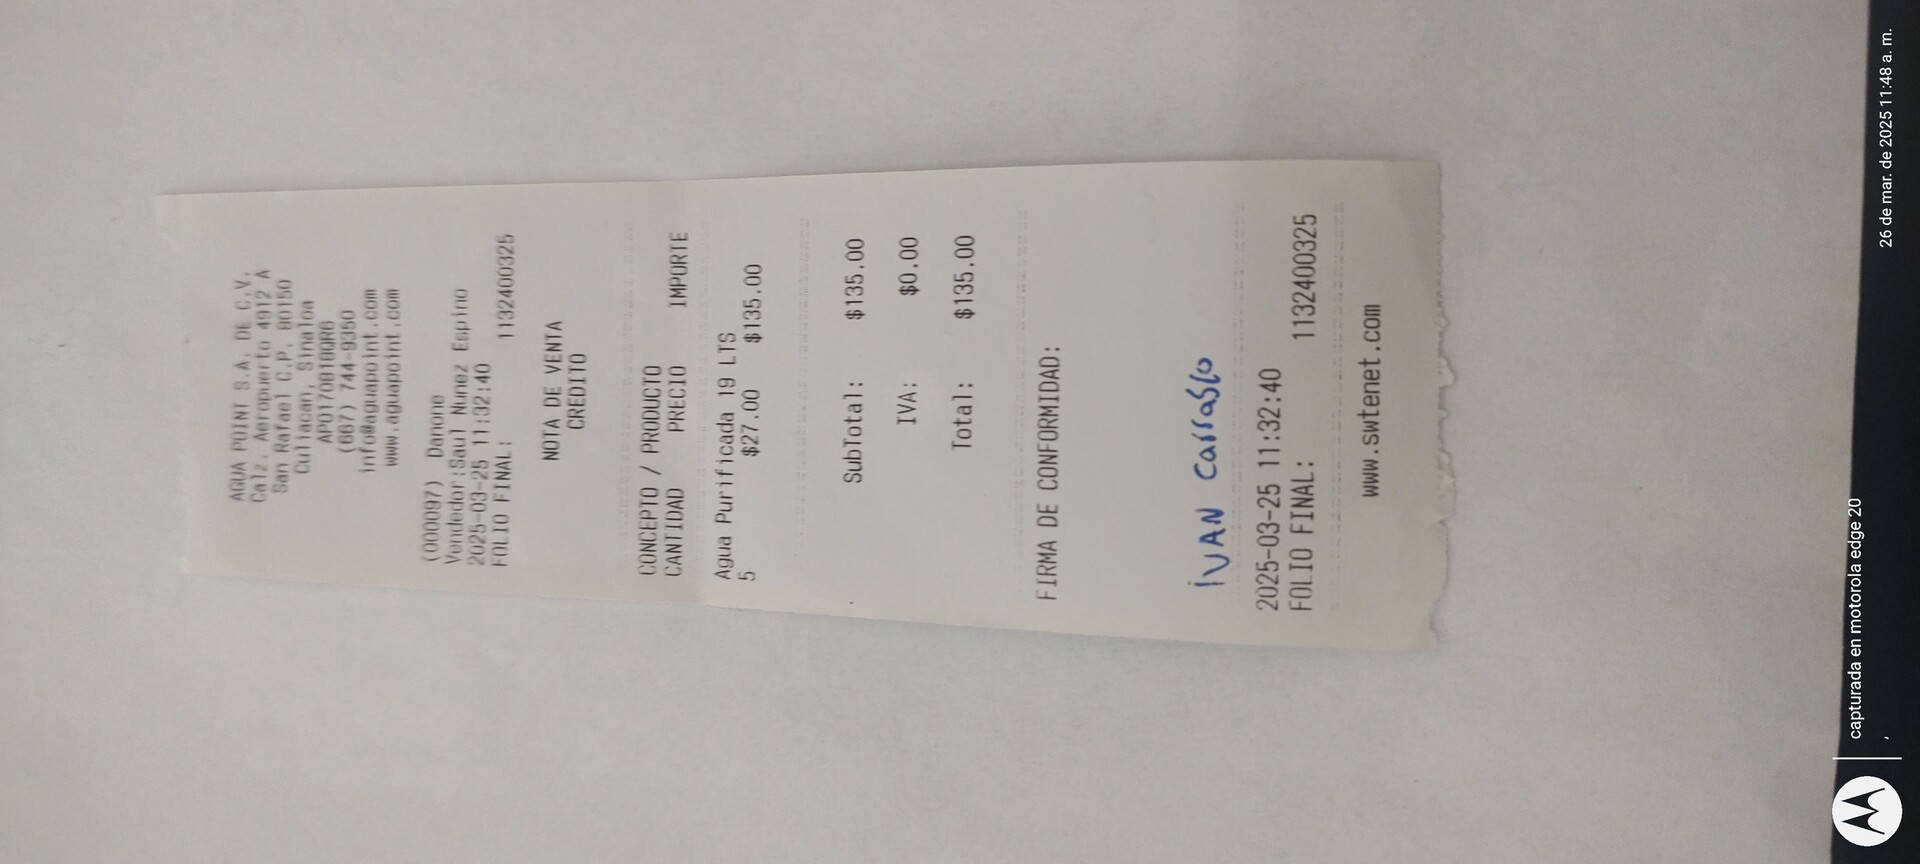 AGUA POINT S.A. DE C.V.
Calz. Aeropuerto 4912 A
San Rafael C.P. 80150
Culiacan, Sinaloa
APO170818QR6
(667) 744-9350
info@aguapoint.com
www.aguapoint.com
(000097) Danone
Vendedor:Saul Nunez Espino
2025-03-25 11:32:40
FOLIO FINAL: 1132400325
NOTA DE VENTA
CREDITO
CONCEPTO / PRODUCTO
CANTIDAD PRECIO IMPORTE
Agua Purificada 19 LTS
5 $27.00 $135.00
SubTotal: $135.00
IVA: $0.00
Total: $135.00
FIRMA DE CONFORMIDAD:
IVAN Carrasco
2025-03-25 11:32:40
FOLIO FINAL: 1132400325
www.swtenet.com
capturada en motorola edge 20
, 26 de mar. de 2025 11:48 a. m.